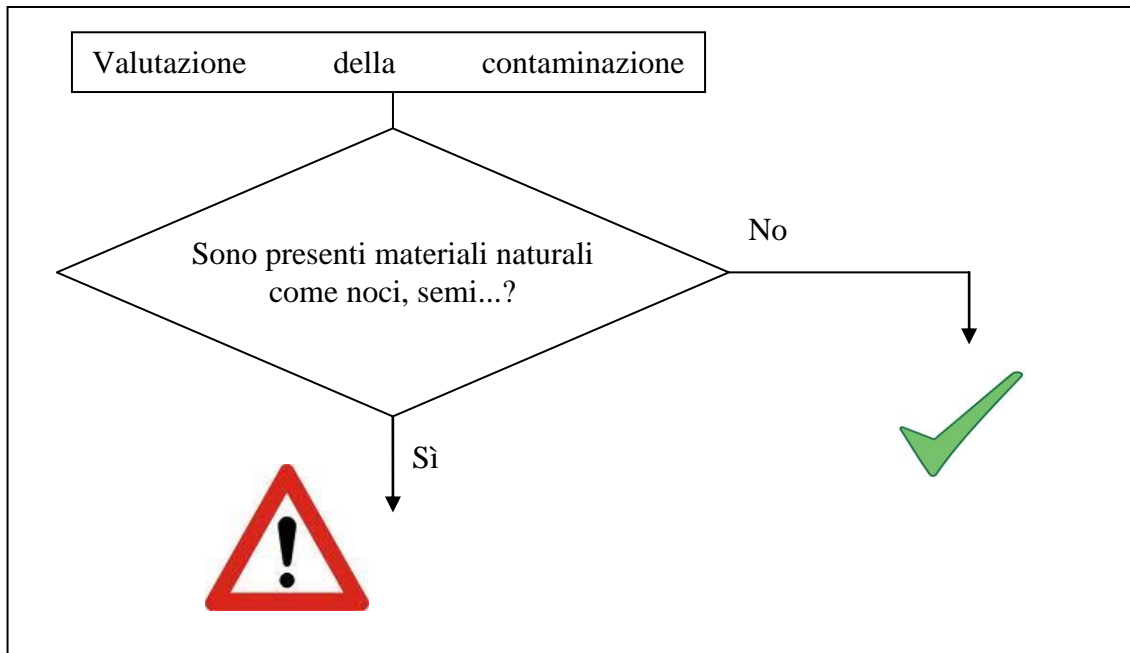 Valutazione della contaminazione
No
Sono presenti materiali naturali
come noci, semi...?
Sì